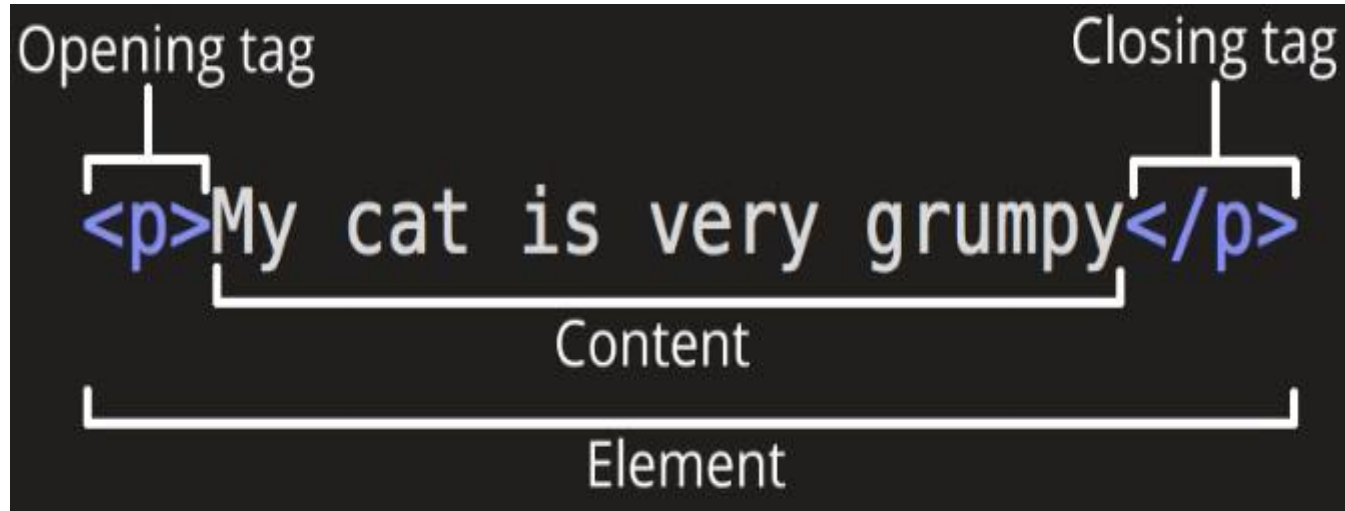 Opening tag
Closing tag
<p>My cat is very grumpy</p>
Content
Element